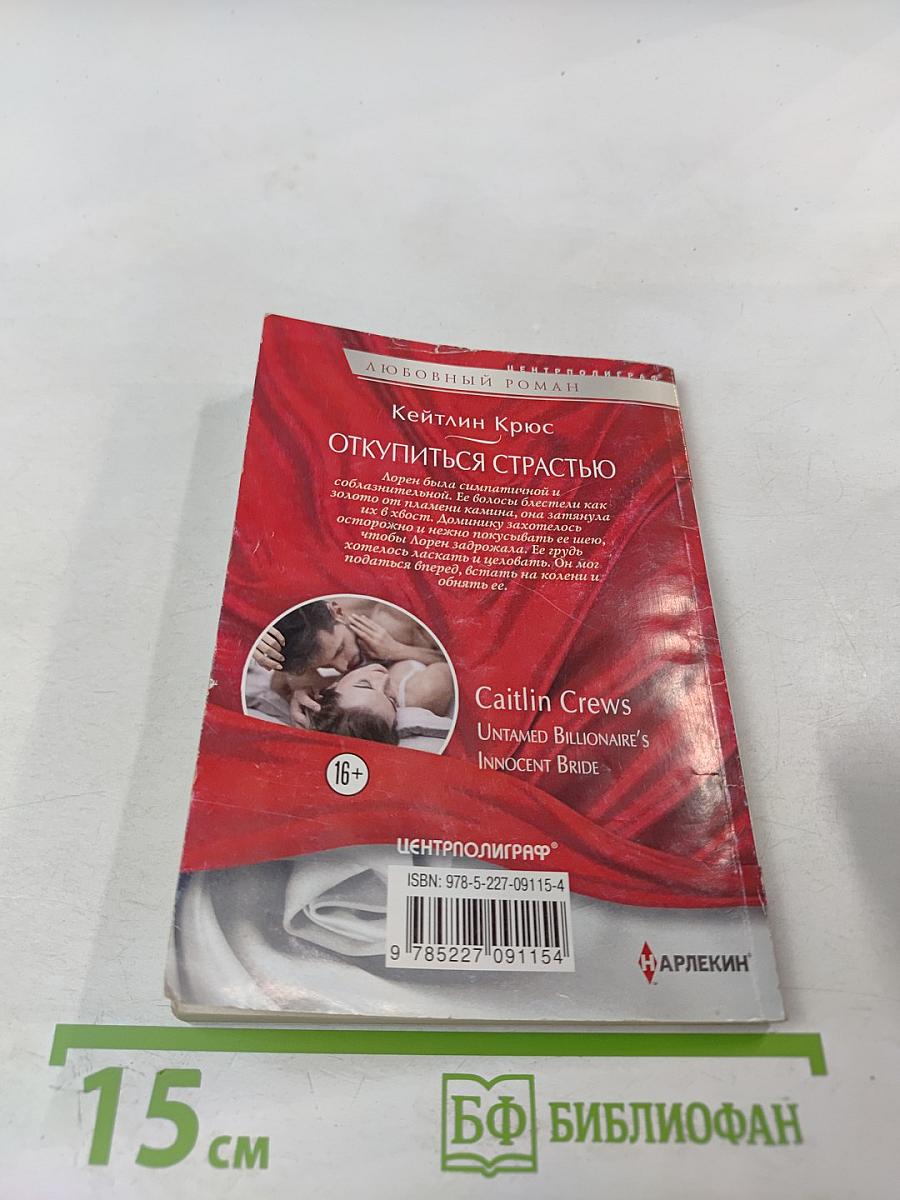 ЦЕНТРПОЛИГРАФ
ЛЮБОВНЫЙ РОМАН
Кейтлин Крюс
ОТКУПИТЬСЯ СТРАСТЬЮ
Лорен была симпатичной и
соблазнительной. Ее волосы блестели как
золото от пламени камина, она затянула
их в хвост. Доминику захотелось
осторожно и нежно покусывать ее шею,
чтобы Лорен задрожала. Ее грудь
хотелось ласкать и целовать. Он мог
податься вперед, встать на колени и
обнять ее.
Caitlin Crews
UNTAMED BILLIONAIRE'S
INNOCENT BRIDE
16+
ЦЕНТРПОЛИГРАФ®
ISBN: 978-5-227-09115-4
9 785227 091154
АРЛЕКИН®
15 см
БФ БИБЛИОФАН